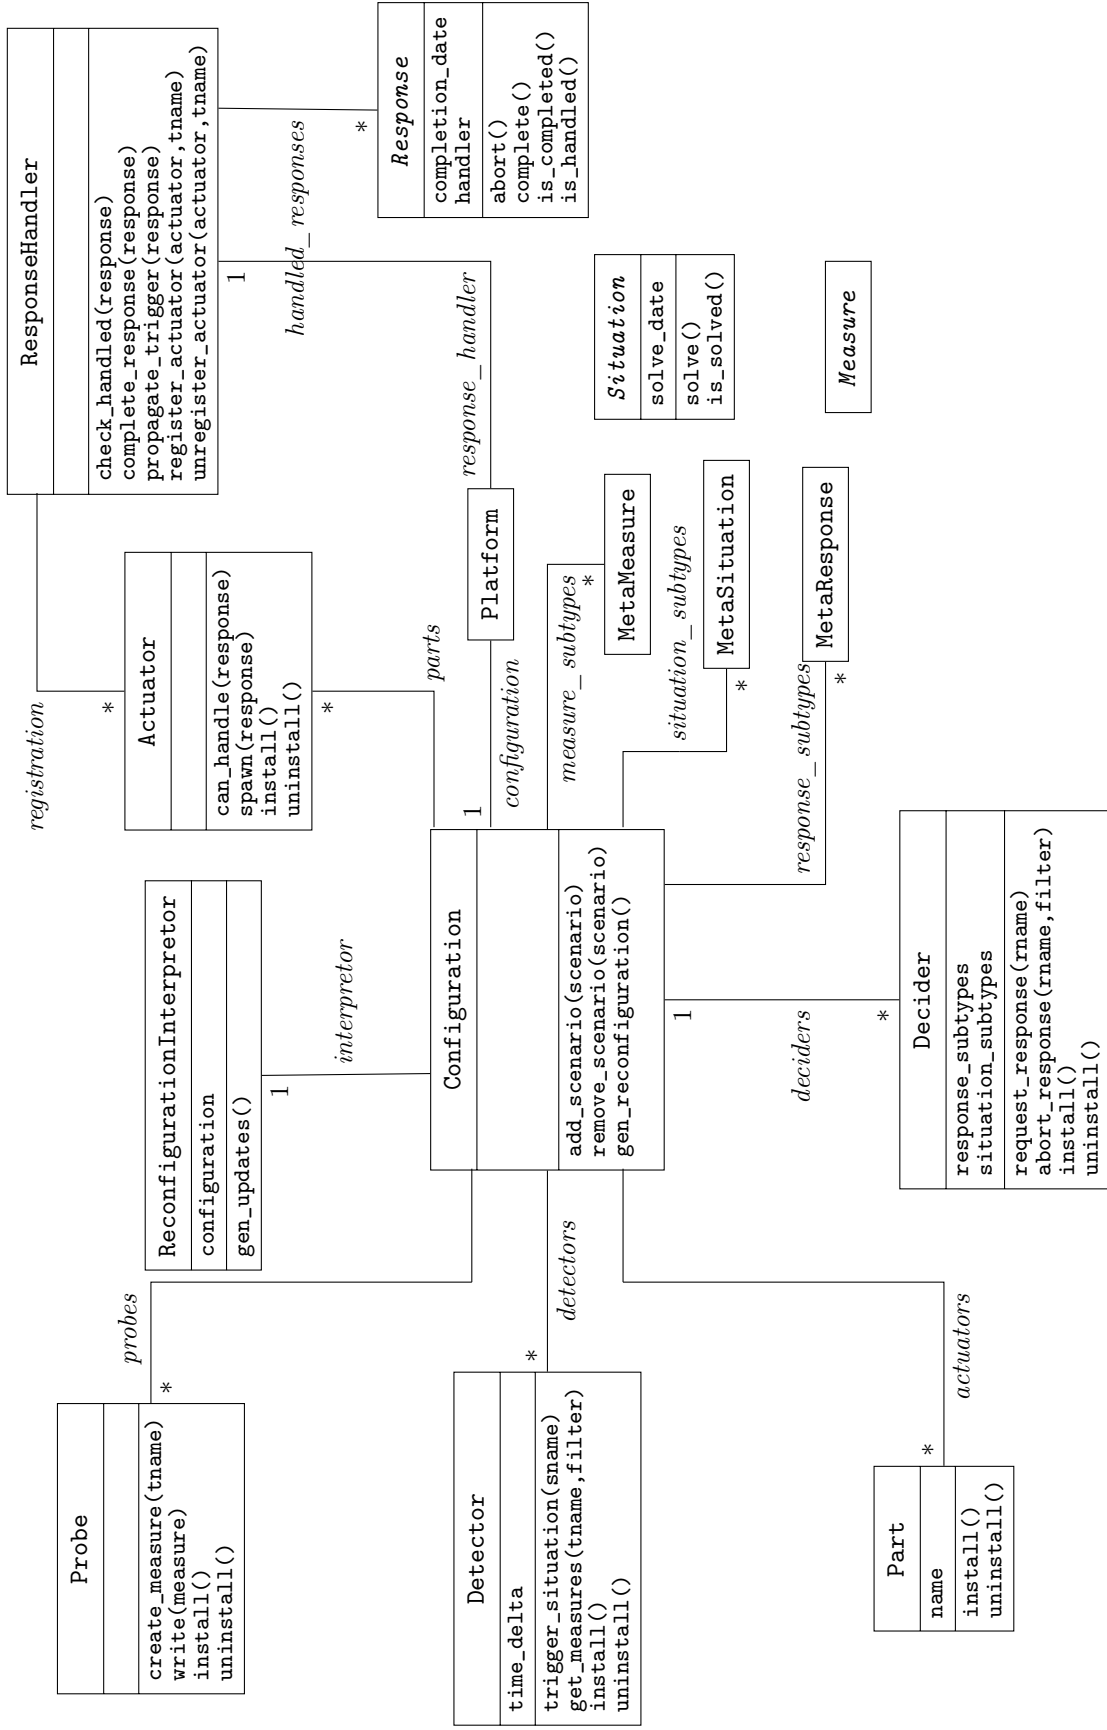 Probe
create_measure(tname)
write(measure)
install()
uninstall()
*
probes
ReconfigurationInterpretor
configuration
gen_updates()
1
interpretor
registration
*
Actuator
can_handle(response)
spawn(response)
install()
uninstall()
*
parts
ResponseHandler
check_handled(response)
complete_response(response)
propagate_trigger(response)
register_actuator(actuator,tname)
unregister_actuator(actuator,tname)
1
handled_responses
*
Response
completion_date
handler
abort()
complete()
is_completed()
is_handled()
Detector
time_delta
trigger_situation(sname)
get_measures(tname,filter)
install()
uninstall()
*
detectors
Configuration
add_scenario(scenario)
remove_scenario(scenario)
gen_reconfiguration()
1
configuration
Platform
response_handler
measure_subtypes
*
MetaMeasure
situation_subtypes
*
MetaSituation
response_subtypes
*
MetaResponse
Situation
solve_date
solve()
is_solved()
Measure
Part
name
install()
uninstall()
*
actuators
1
deciders
*
Decider
response_subtypes
situation_subtypes
request_response(rname)
abort_response(rname,filter)
install()
uninstall()